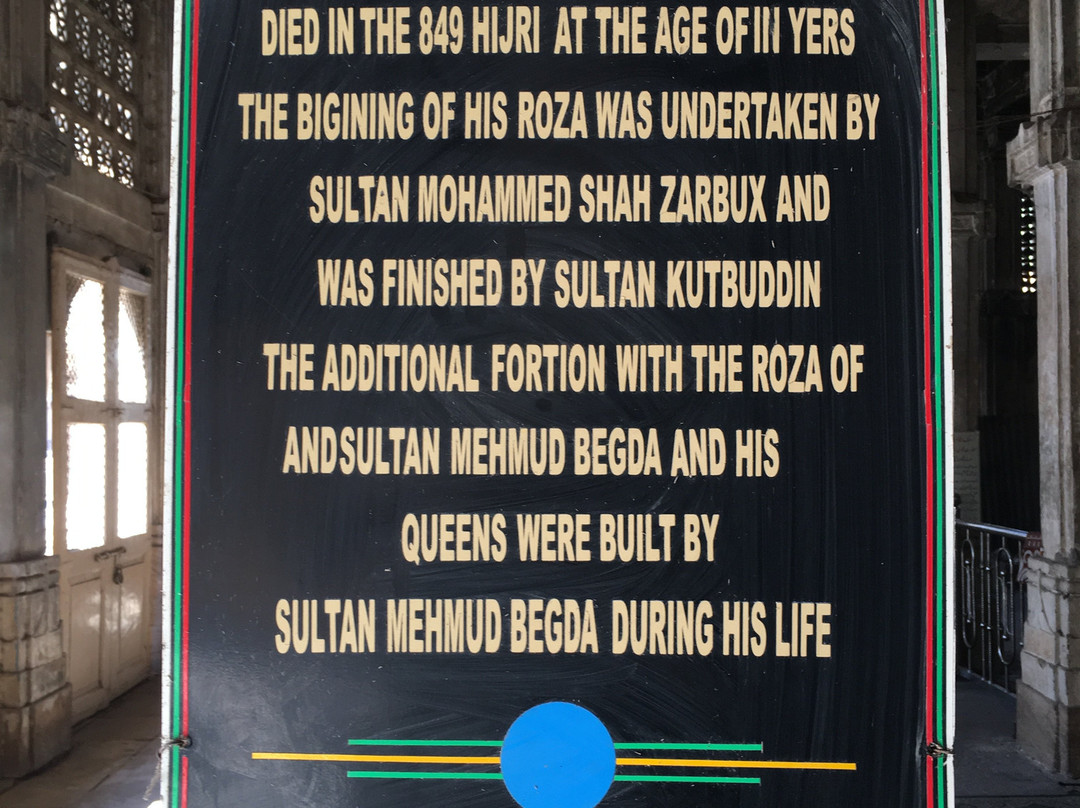 DIED IN THE 849 HIJRI AT THE AGE OF 111 YERS
THE BIGINING OF HIS ROZA WAS UNDERTAKEN BY
SULTAN MOHAMMED SHAH ZARBUX AND
WAS FINISHED BY SULTAN KUTBUDDIN
THE ADDITIONAL FORTION WITH THE ROZA OF
ANDSULTAN MEHMUD BEGDA AND HIS
QUEENS WERE BUILT BY
SULTAN MEHMUD BEGDA DURING HIS LIFE